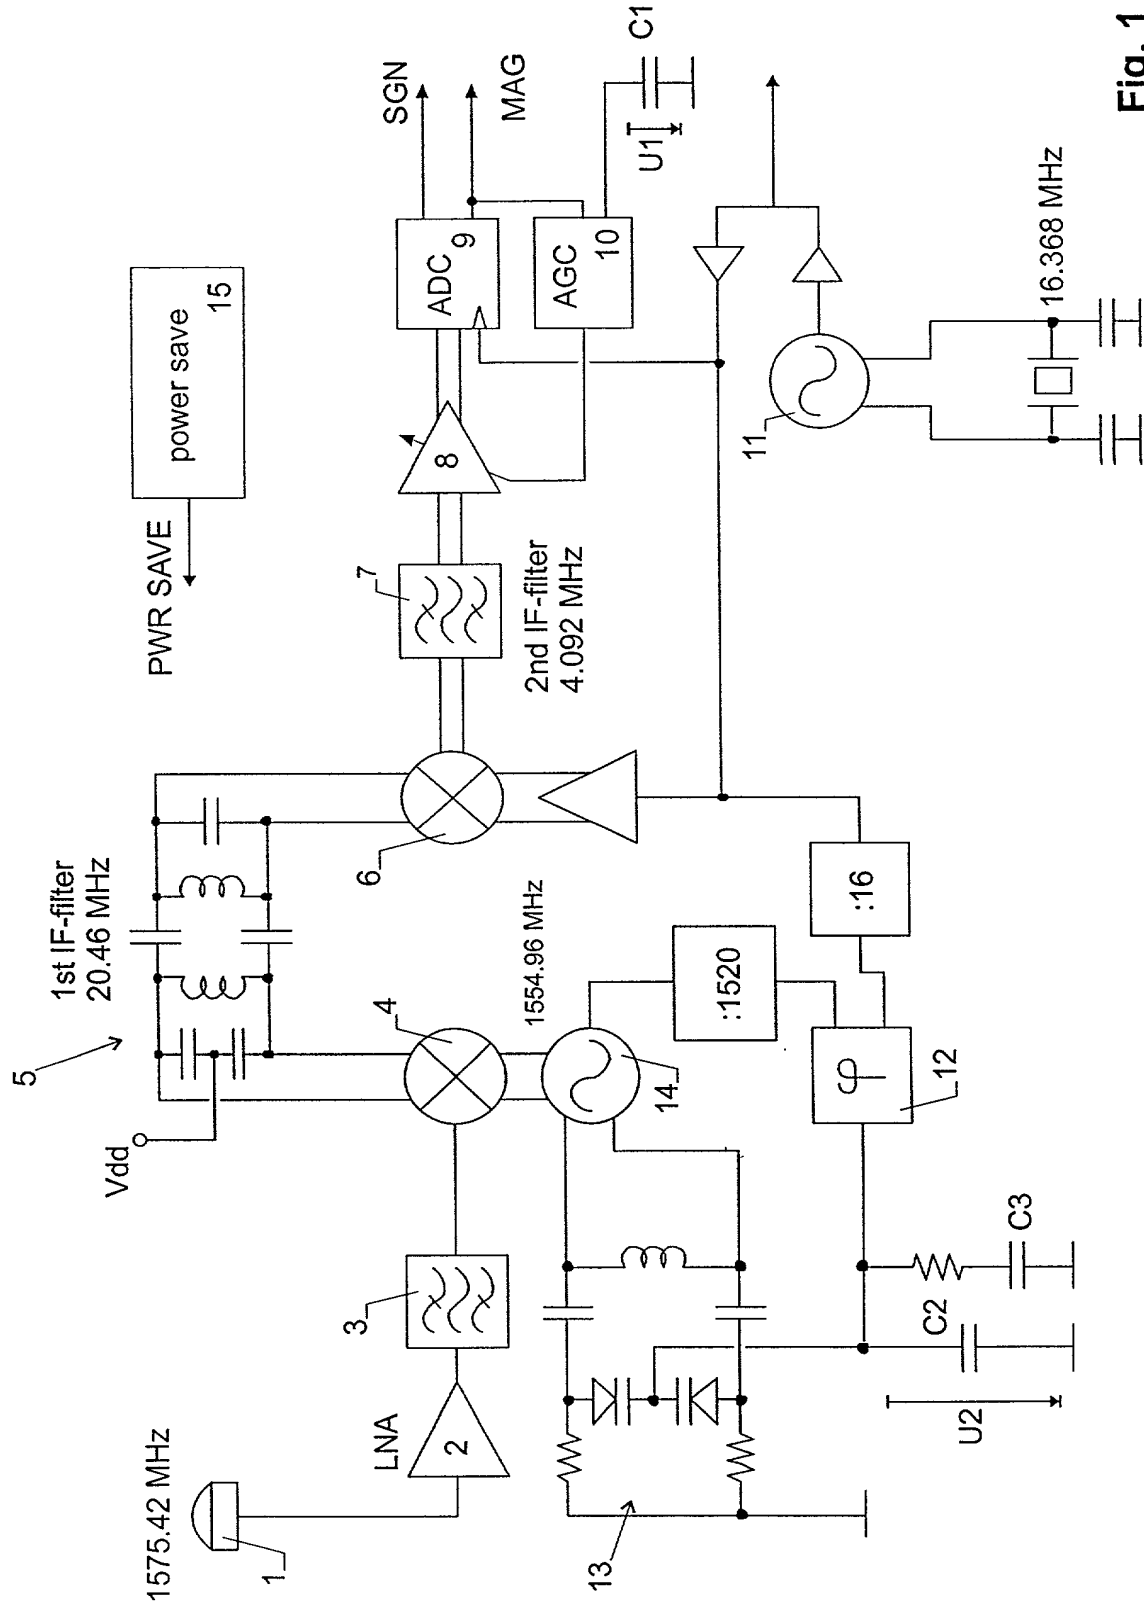 1575.42 MHz
1
LNA
2
3
Vdd
5
1st IF-filter
20.46 MHz
4
6
1554.96 MHz
14
13
:1520
:16
φ
12
U2
C2
C3
PWR SAVE
power save
15
7
2nd IF-filter
4.092 MHz
8
ADC
9
AGC
10
SGN
MAG
U1
C1
11
16.368 MHz
Fig. 1